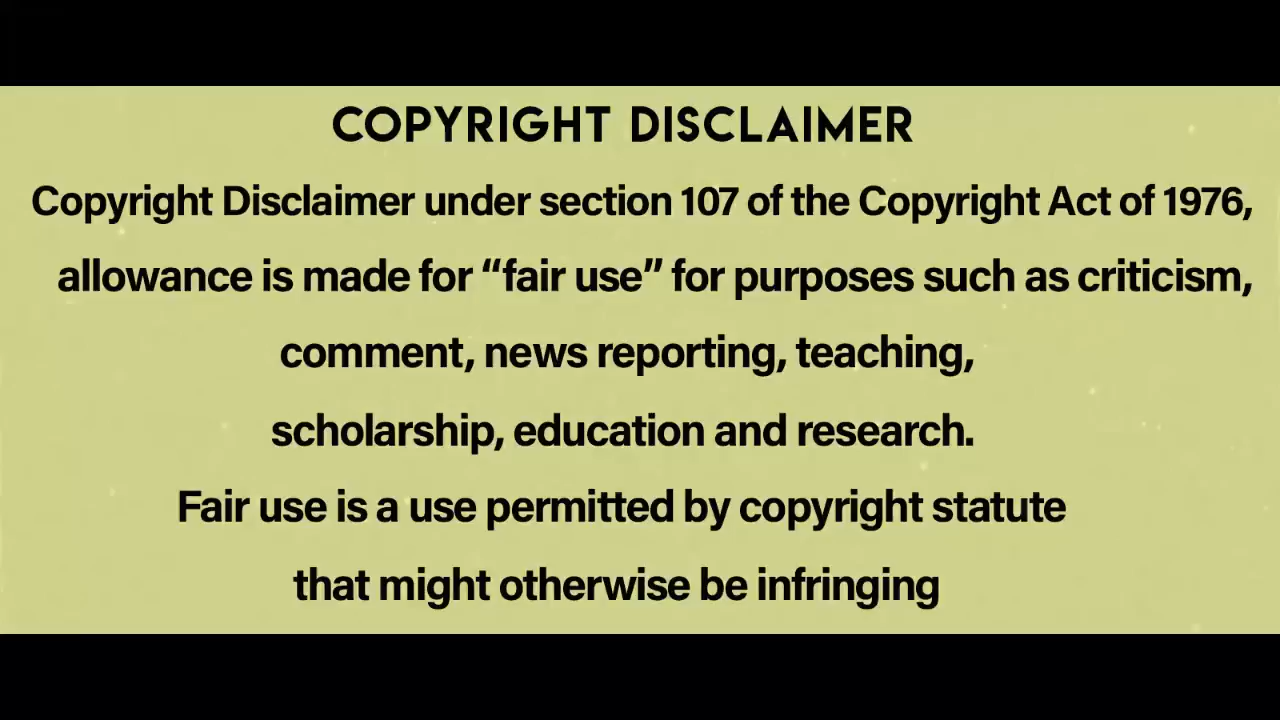 COPYRIGHT DISCLAIMER
Copyright Disclaimer under section 107 of the Copyright Act of 1976,
allowance is made for “fair use” for purposes such as criticism,
comment, news reporting, teaching,
scholarship, education and research.
Fair use is a use permitted by copyright statute
that might otherwise be infringing